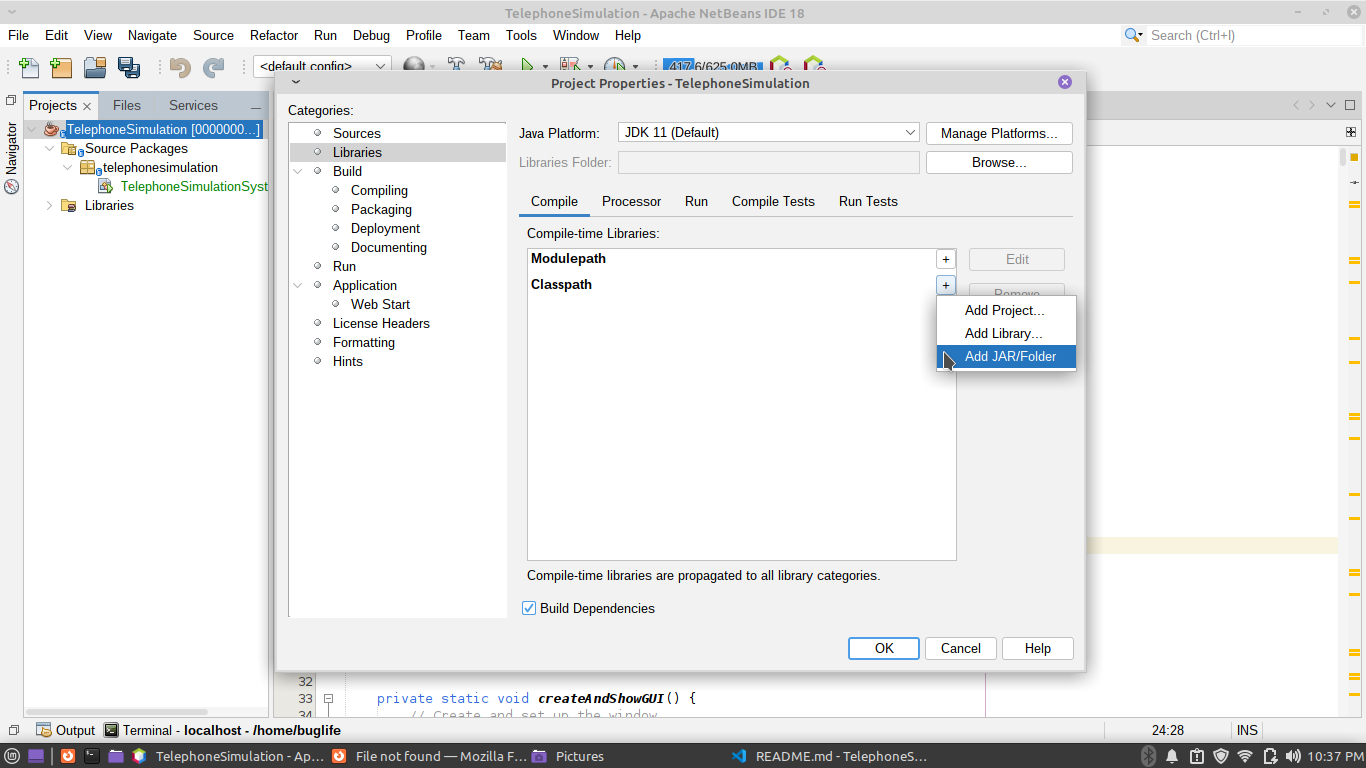 TelephoneSimulation - Apache NetBeans IDE 18
File Edit View Navigate Source Refactor Run Debug Profile Team Tools Window Help
Search (Ctrl+I)
<default config>
417.6/625.0MB
Projects Files Services
Navigator
TelephoneSimulation [0000000...]
Source Packages
telephonesimulation
TelephoneSimulationSyst
Libraries
Project Properties - TelephoneSimulation
Categories:
Sources
Libraries
Build
Compiling
Packaging
Deployment
Documenting
Run
Application
Web Start
License Headers
Formatting
Hints
Java Platform: JDK 11 (Default) Manage Platforms...
Libraries Folder: Browse...
Compile Processor Run Compile Tests Run Tests
Compile-time Libraries:
Modulepath + Edit
Classpath + Remove
Add Project...
Add Library...
Add JAR/Folder
Compile-time libraries are propagated to all library categories.
Build Dependencies
OK Cancel Help
32
33 private static void createAndShowGUI() {
34 // Create and set up the window
Output Terminal - localhost - /home/buglife
24:28 INS
TelephoneSimulation - Ap... File not found — Mozilla F... Pictures README.md - TelephoneS... 10:37 PM